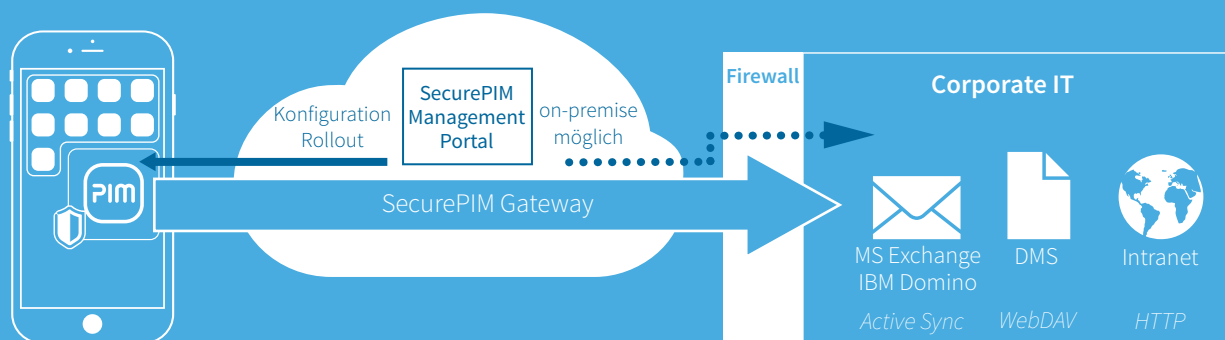 PIM
Konfiguration
Rollout
SecurePIM
Management
Portal
on-premise
möglich
SecurePIM Gateway
Firewall
Corporate IT
MS Exchange
IBM Domino
DMS
Intranet
Active Sync
WebDAV
HTTP